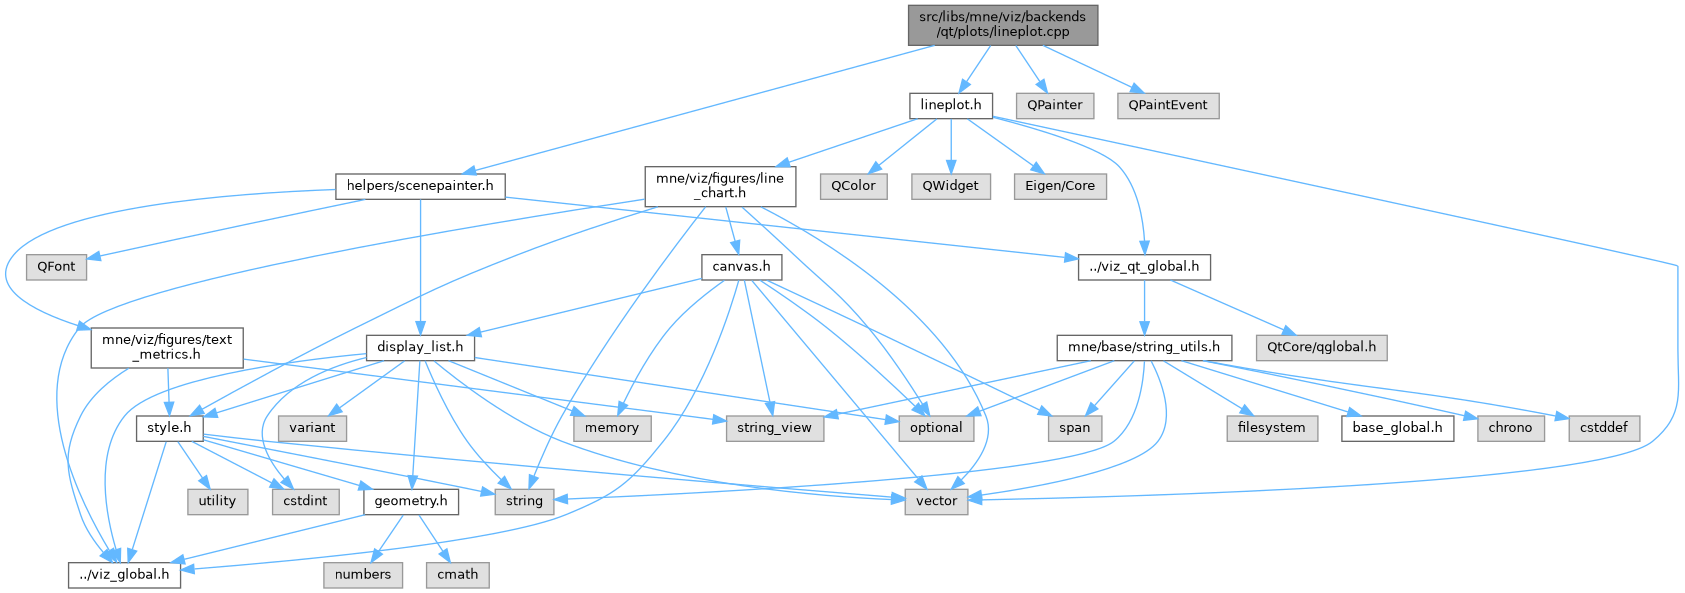 src/libs/mne/viz/backends
/qt/plots/lineplot.cpp
lineplot.h
QPainter
QPaintEvent
helpers/scenepainter.h
mne/viz/figures/line
_chart.h
QColor
QWidget
Eigen/Core
QFont
canvas.h
../viz_qt_global.h
mne/viz/figures/text
_metrics.h
display_list.h
mne/base/string_utils.h
QtCore/qglobal.h
style.h
variant
memory
string_view
optional
span
filesystem
base_global.h
chrono
cstddef
utility
cstdint
geometry.h
string
vector
../viz_global.h
numbers
cmath